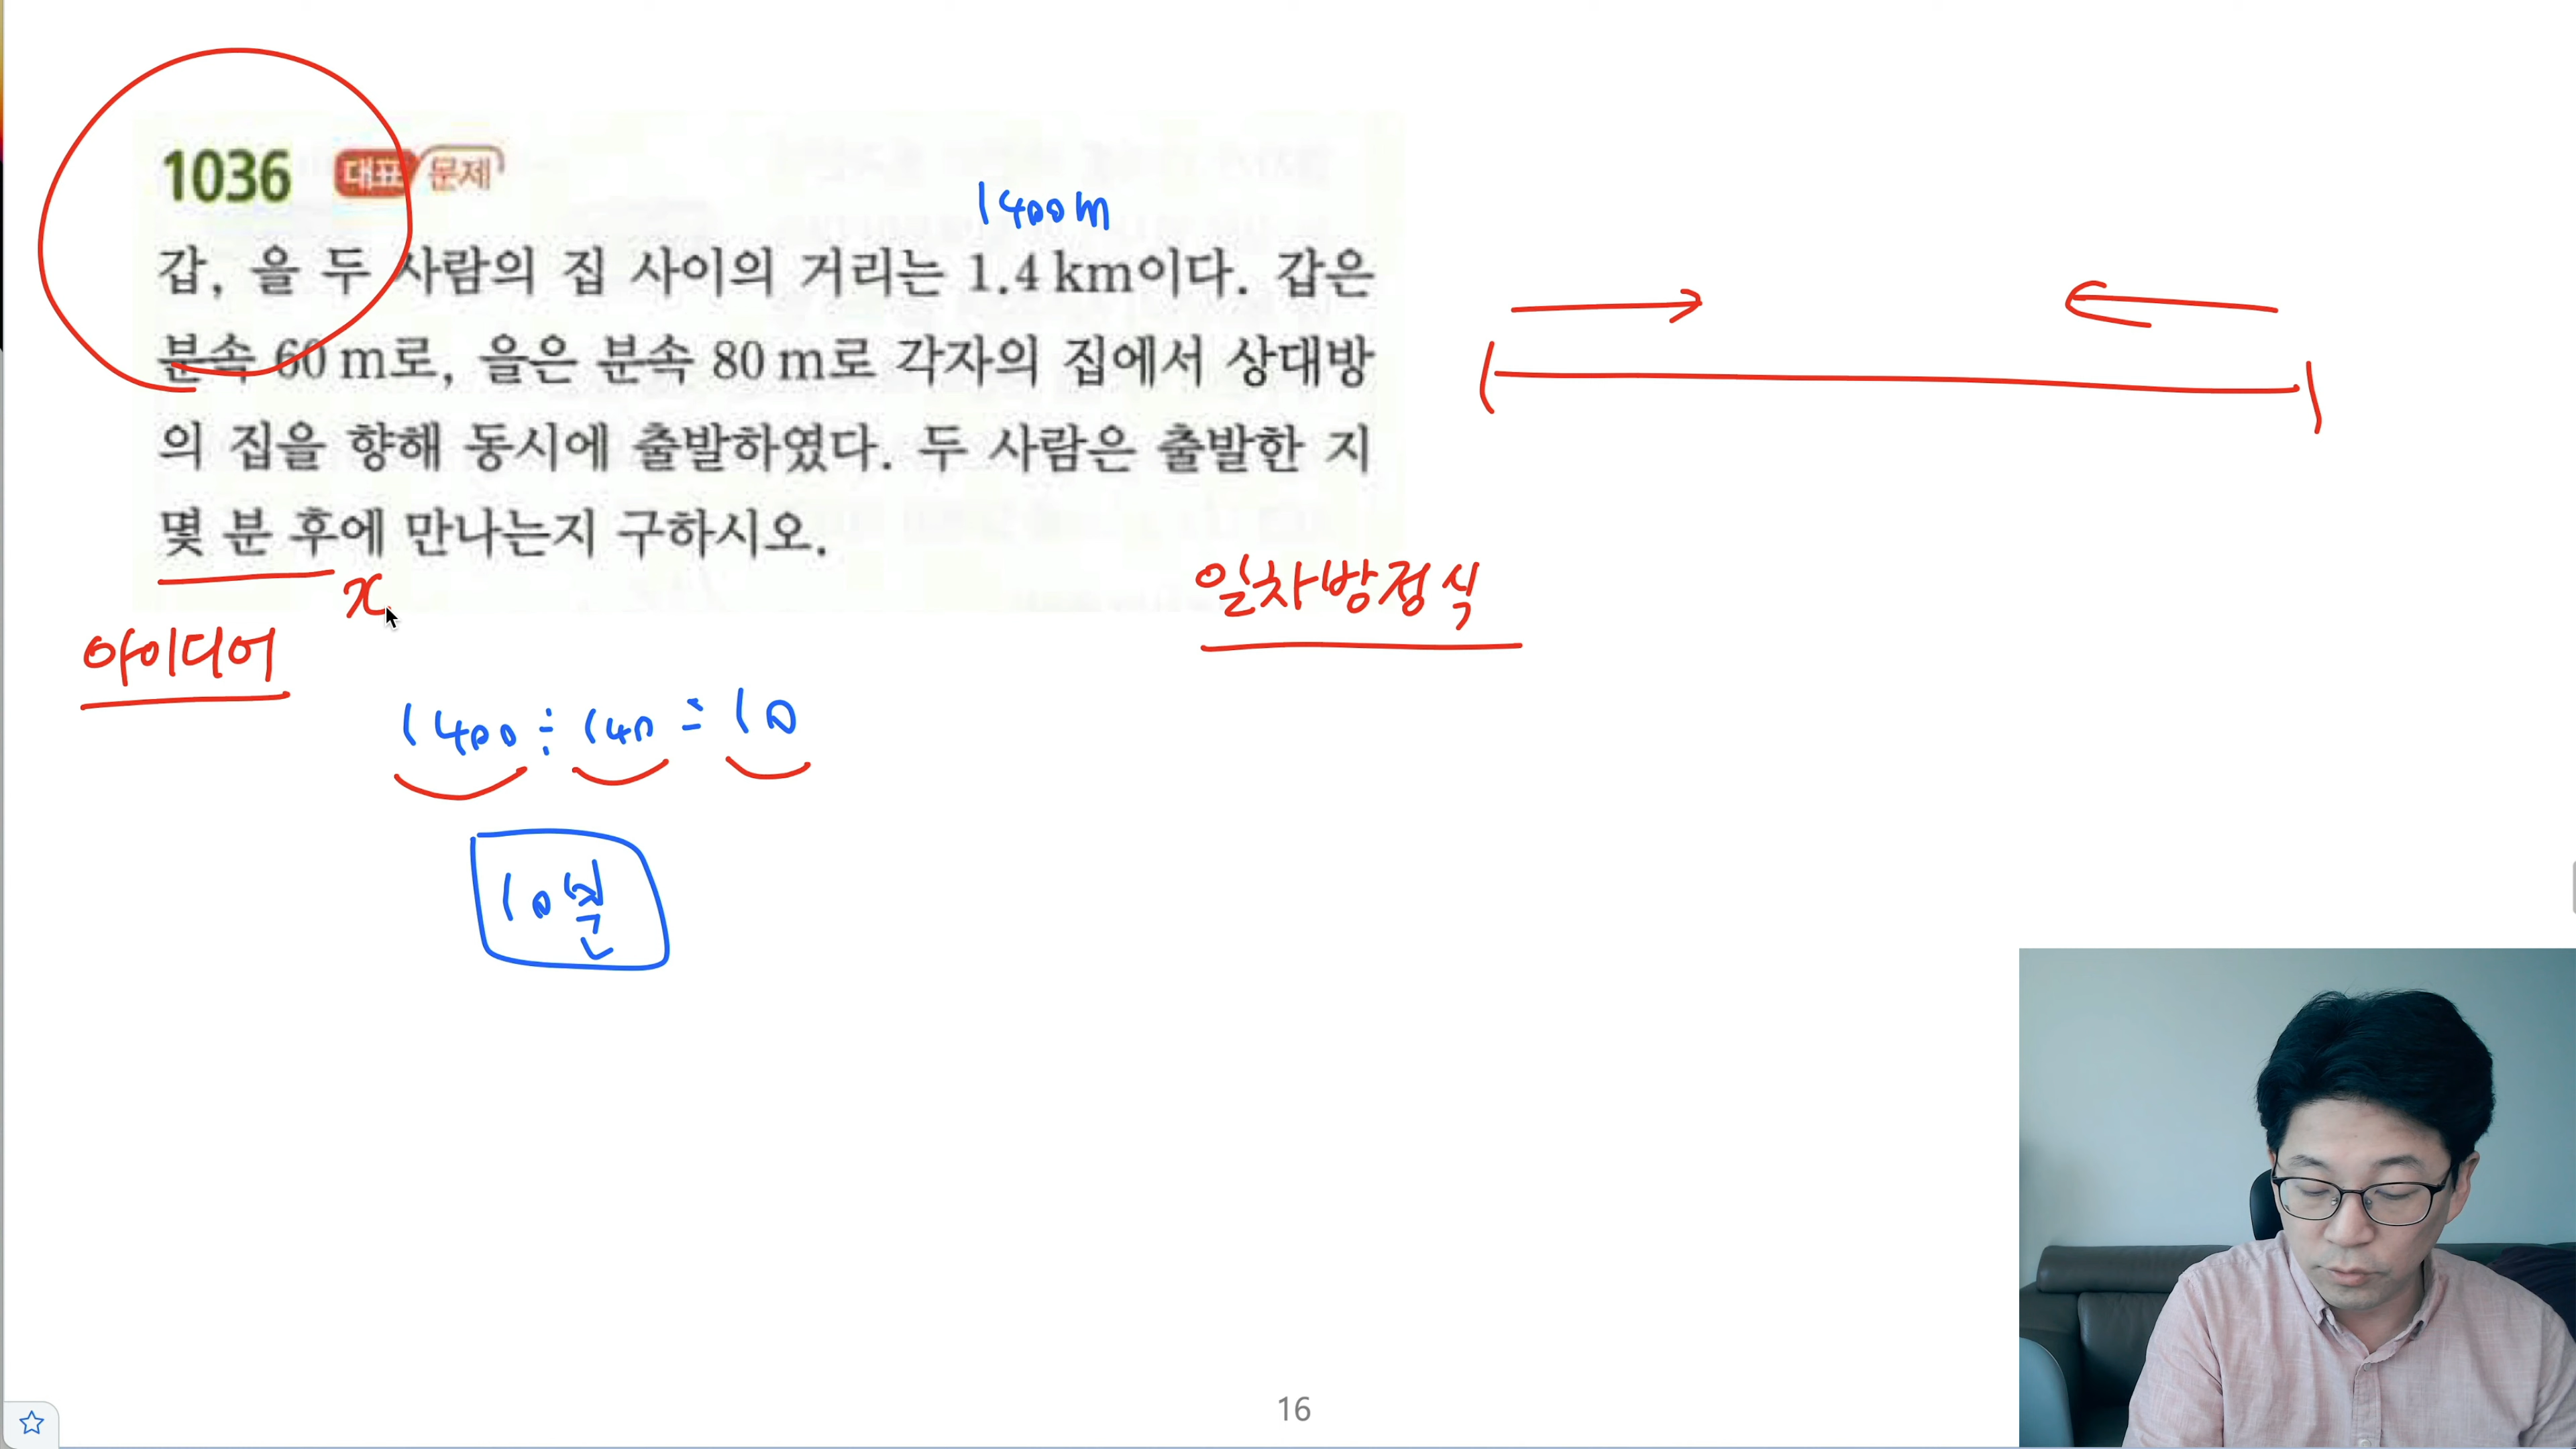 1036 대표 문제
1400m
갑, 을 두 사람의 집 사이의 거리는 1.4 km이다. 갑은
분속 60 m로, 을은 분속 80 m로 각자의 집에서 상대방
의 집을 향해 동시에 출발하였다. 두 사람은 출발한 지
몇 분 후에 만나는지 구하시오.
x
아이디어
일차방정식
1400 ÷ 140 = 10
10분
16